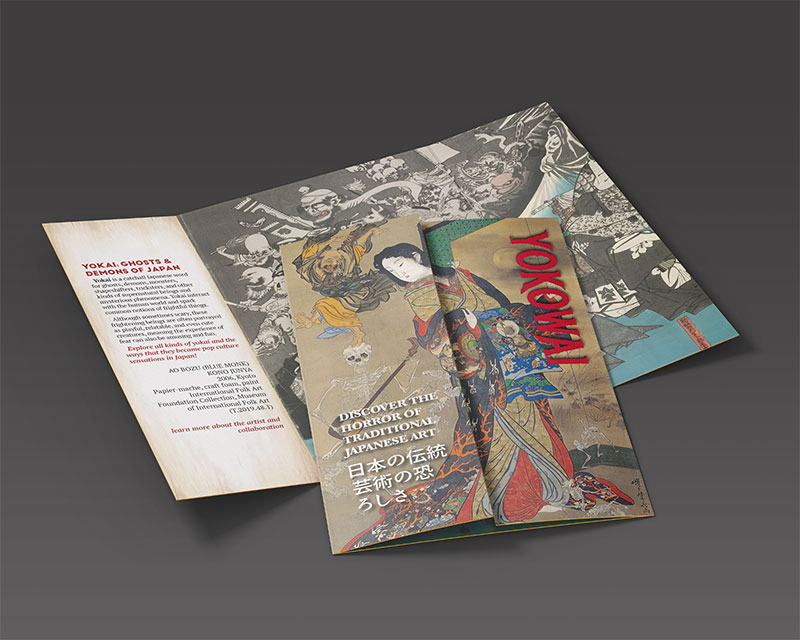 YOKAI: GHOSTS &
DEMONS OF JAPAN
Yokai is a catchall Japanese word
for ghosts, demons, monsters,
shapeshifters, tricksters, and other
kinds of supernatural beings and
mysterious phenomena. Yokai interact
with the human world and spark
common notions of frightful things.
Although sometimes scary, these
frightening beings are often portrayed
as playful, relatable, and even cute
creatures, meaning the experience of
fear can also be amusing and fun.
Explore all kinds of yokai and the
ways that they became pop culture
sensations in Japan!
AO BOZU (BLUE MONK)
KONO JUNYA
2006, Kyoto
Papier-mache, craft foam, paint
International Folk Art
Foundation Collection, Museum
of International Folk Art
(T.2019.48.1)
learn more about the artist and
collaboration
YOKOWAI
DISCOVER THE
HORROR OF
TRADITIONAL
JAPANESE ART
日本の伝統
芸術の恐
ろしさ